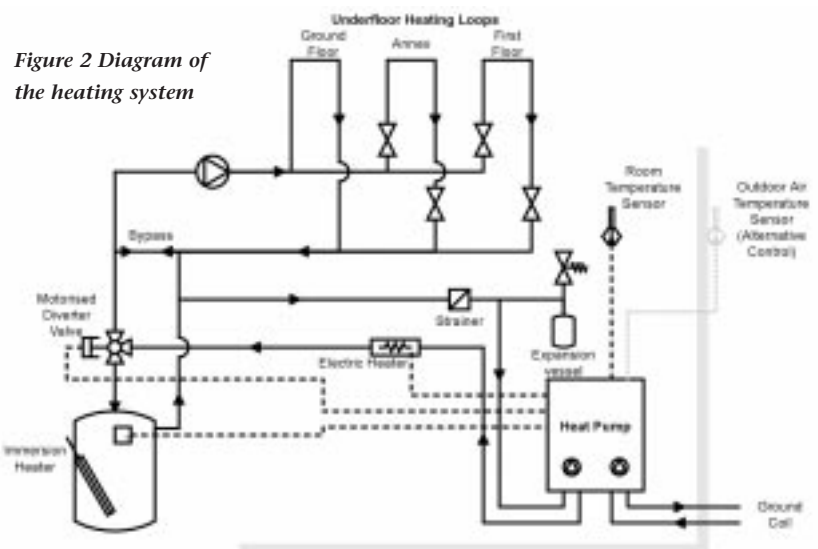 Figure 2 Diagram of
the heating system
Underfloor Heating Loops
Ground
Floor
Annex
First
Floor
Room
Temperature
Sensor
Outdoor Air
Temperature
Sensor
(Alternative
Control)
Bypass
Motorised
Diverter
Valve
Strainer
Electric Heater
Expansion
vessel
Heat Pump
Immersion
Heater
Ground
Coil